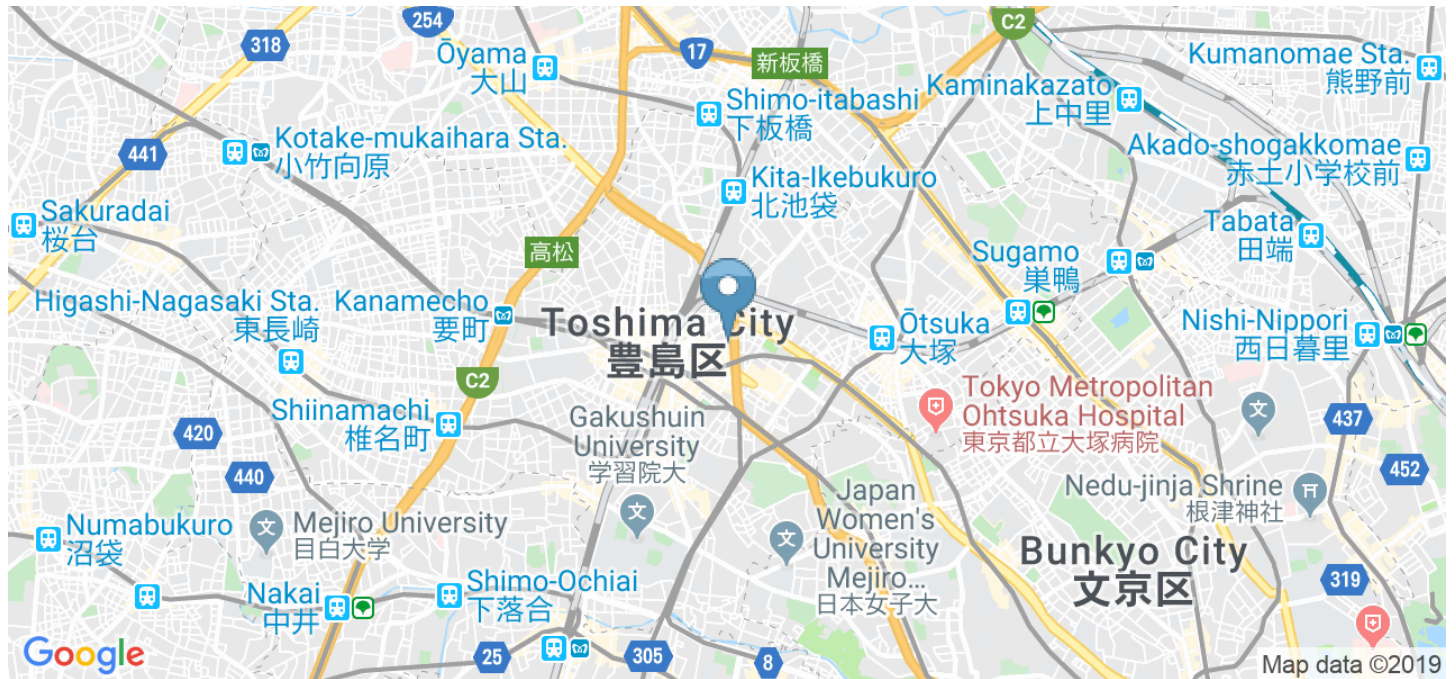 254
C2
318
Ōyama
大山
17
新板橋
Kumanomae Sta.
熊野前
Shimo-itabashi
下板橋
Kaminakazato
上中里
441
Kotake-mukaihara Sta.
小竹向原
Akado-shogakkomae
赤土小学校前
Kita-Ikebukuro
北池袋
Sakuradai
桜台
Tabata
田端
高松
Sugamo
巣鴨
Higashi-Nagasaki Sta.
東長崎
Kanamecho
要町
Toshima City
豊島区
Ōtsuka
大塚
Nishi-Nippori
西日暮里
C2
Tokyo Metropolitan
Ohtsuka Hospital
東京都立大塚病院
Shiinamachi
椎名町
Gakushuin
University
学習院大
420
437
440
452
Japan
Women's
University
Mejiro...
日本女子大
Nedu-jinja Shrine
根津神社
Numabukuro
沼袋
文
Mejiro University
目白大学
文
文
文
Bunkyo City
文京区
Nakai
中井
Shimo-Ochiai
下落合
319
Google
25
305
8
Map data ©2019